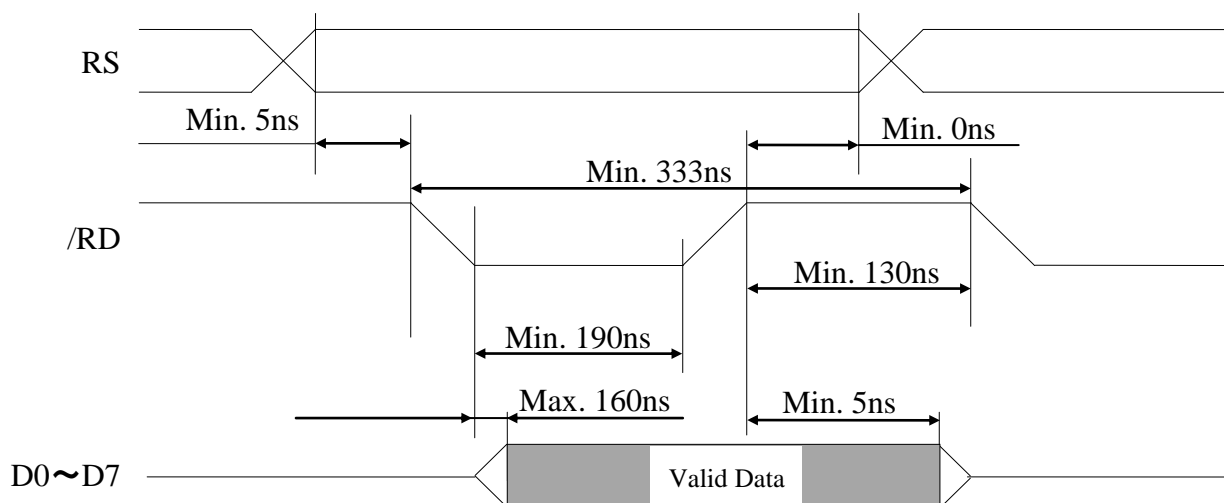 RS
Min. 5ns
Min. 0ns
Min. 333ns
/RD
Min. 130ns
Min. 190ns
Max. 160ns
Min. 5ns
D0～D7
Valid Data